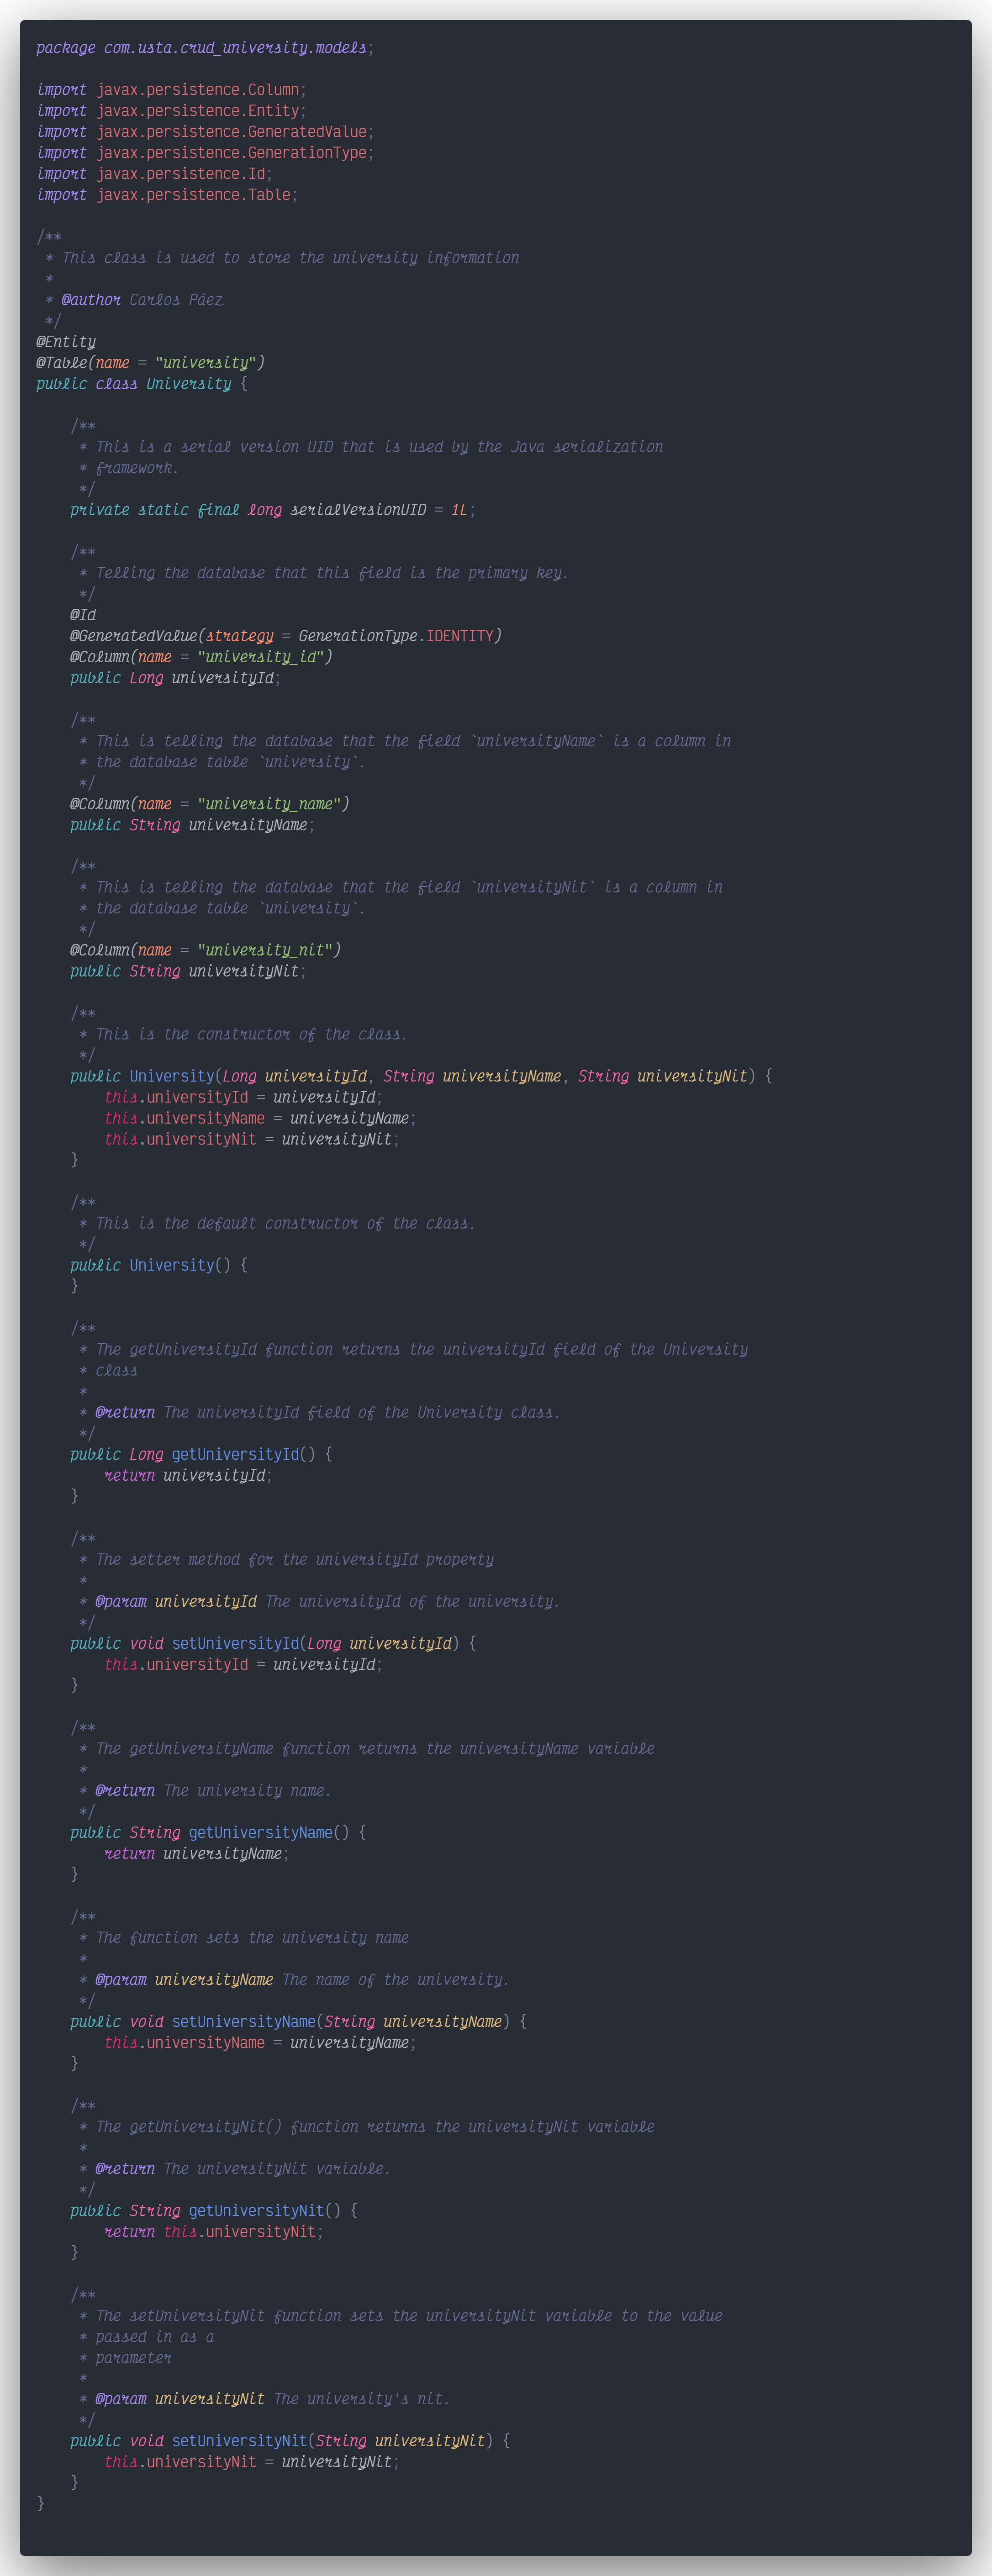 package com.usta.crud_university.models;

import javax.persistence.Column;
import javax.persistence.Entity;
import javax.persistence.GeneratedValue;
import javax.persistence.GenerationType;
import javax.persistence.Id;
import javax.persistence.Table;

/**
 * This class is used to store the university information
 *
 * @author Carlos Páez
 */
@Entity
@Table(name = "university")
public class University {

    /**
     * This is a serial version UID that is used by the Java serialization
     * framework.
     */
    private static final long serialVersionUID = 1L;

    /**
     * Telling the database that this field is the primary key.
     */
    @Id
    @GeneratedValue(strategy = GenerationType.IDENTITY)
    @Column(name = "university_id")
    public Long universityId;

    /**
     * This is telling the database that the field `universityName` is a column in
     * the database table `university`.
     */
    @Column(name = "university_name")
    public String universityName;

    /**
     * This is telling the database that the field `universityNit` is a column in
     * the database table `university`.
     */
    @Column(name = "university_nit")
    public String universityNit;

    /**
     * This is the constructor of the class.
     */
    public University(Long universityId, String universityName, String universityNit) {
        this.universityId = universityId;
        this.universityName = universityName;
        this.universityNit = universityNit;
    }

    /**
     * This is the default constructor of the class.
     */
    public University() {
    }

    /**
     * The getUniversityId function returns the universityId field of the University
     * class
     *
     * @return The universityId field of the University class.
     */
    public Long getUniversityId() {
        return universityId;
    }

    /**
     * The setter method for the universityId property
     *
     * @param universityId The universityId of the university.
     */
    public void setUniversityId(Long universityId) {
        this.universityId = universityId;
    }

    /**
     * The getUniversityName function returns the universityName variable
     *
     * @return The university name.
     */
    public String getUniversityName() {
        return universityName;
    }

    /**
     * The function sets the university name
     *
     * @param universityName The name of the university.
     */
    public void setUniversityName(String universityName) {
        this.universityName = universityName;
    }

    /**
     * The getUniversityNit() function returns the universityNit variable
     *
     * @return The universityNit variable.
     */
    public String getUniversityNit() {
        return this.universityNit;
    }

    /**
     * The setUniversityNit function sets the universityNit variable to the value
     * passed in as a
     * parameter
     *
     * @param universityNit The university's nit.
     */
    public void setUniversityNit(String universityNit) {
        this.universityNit = universityNit;
    }
}